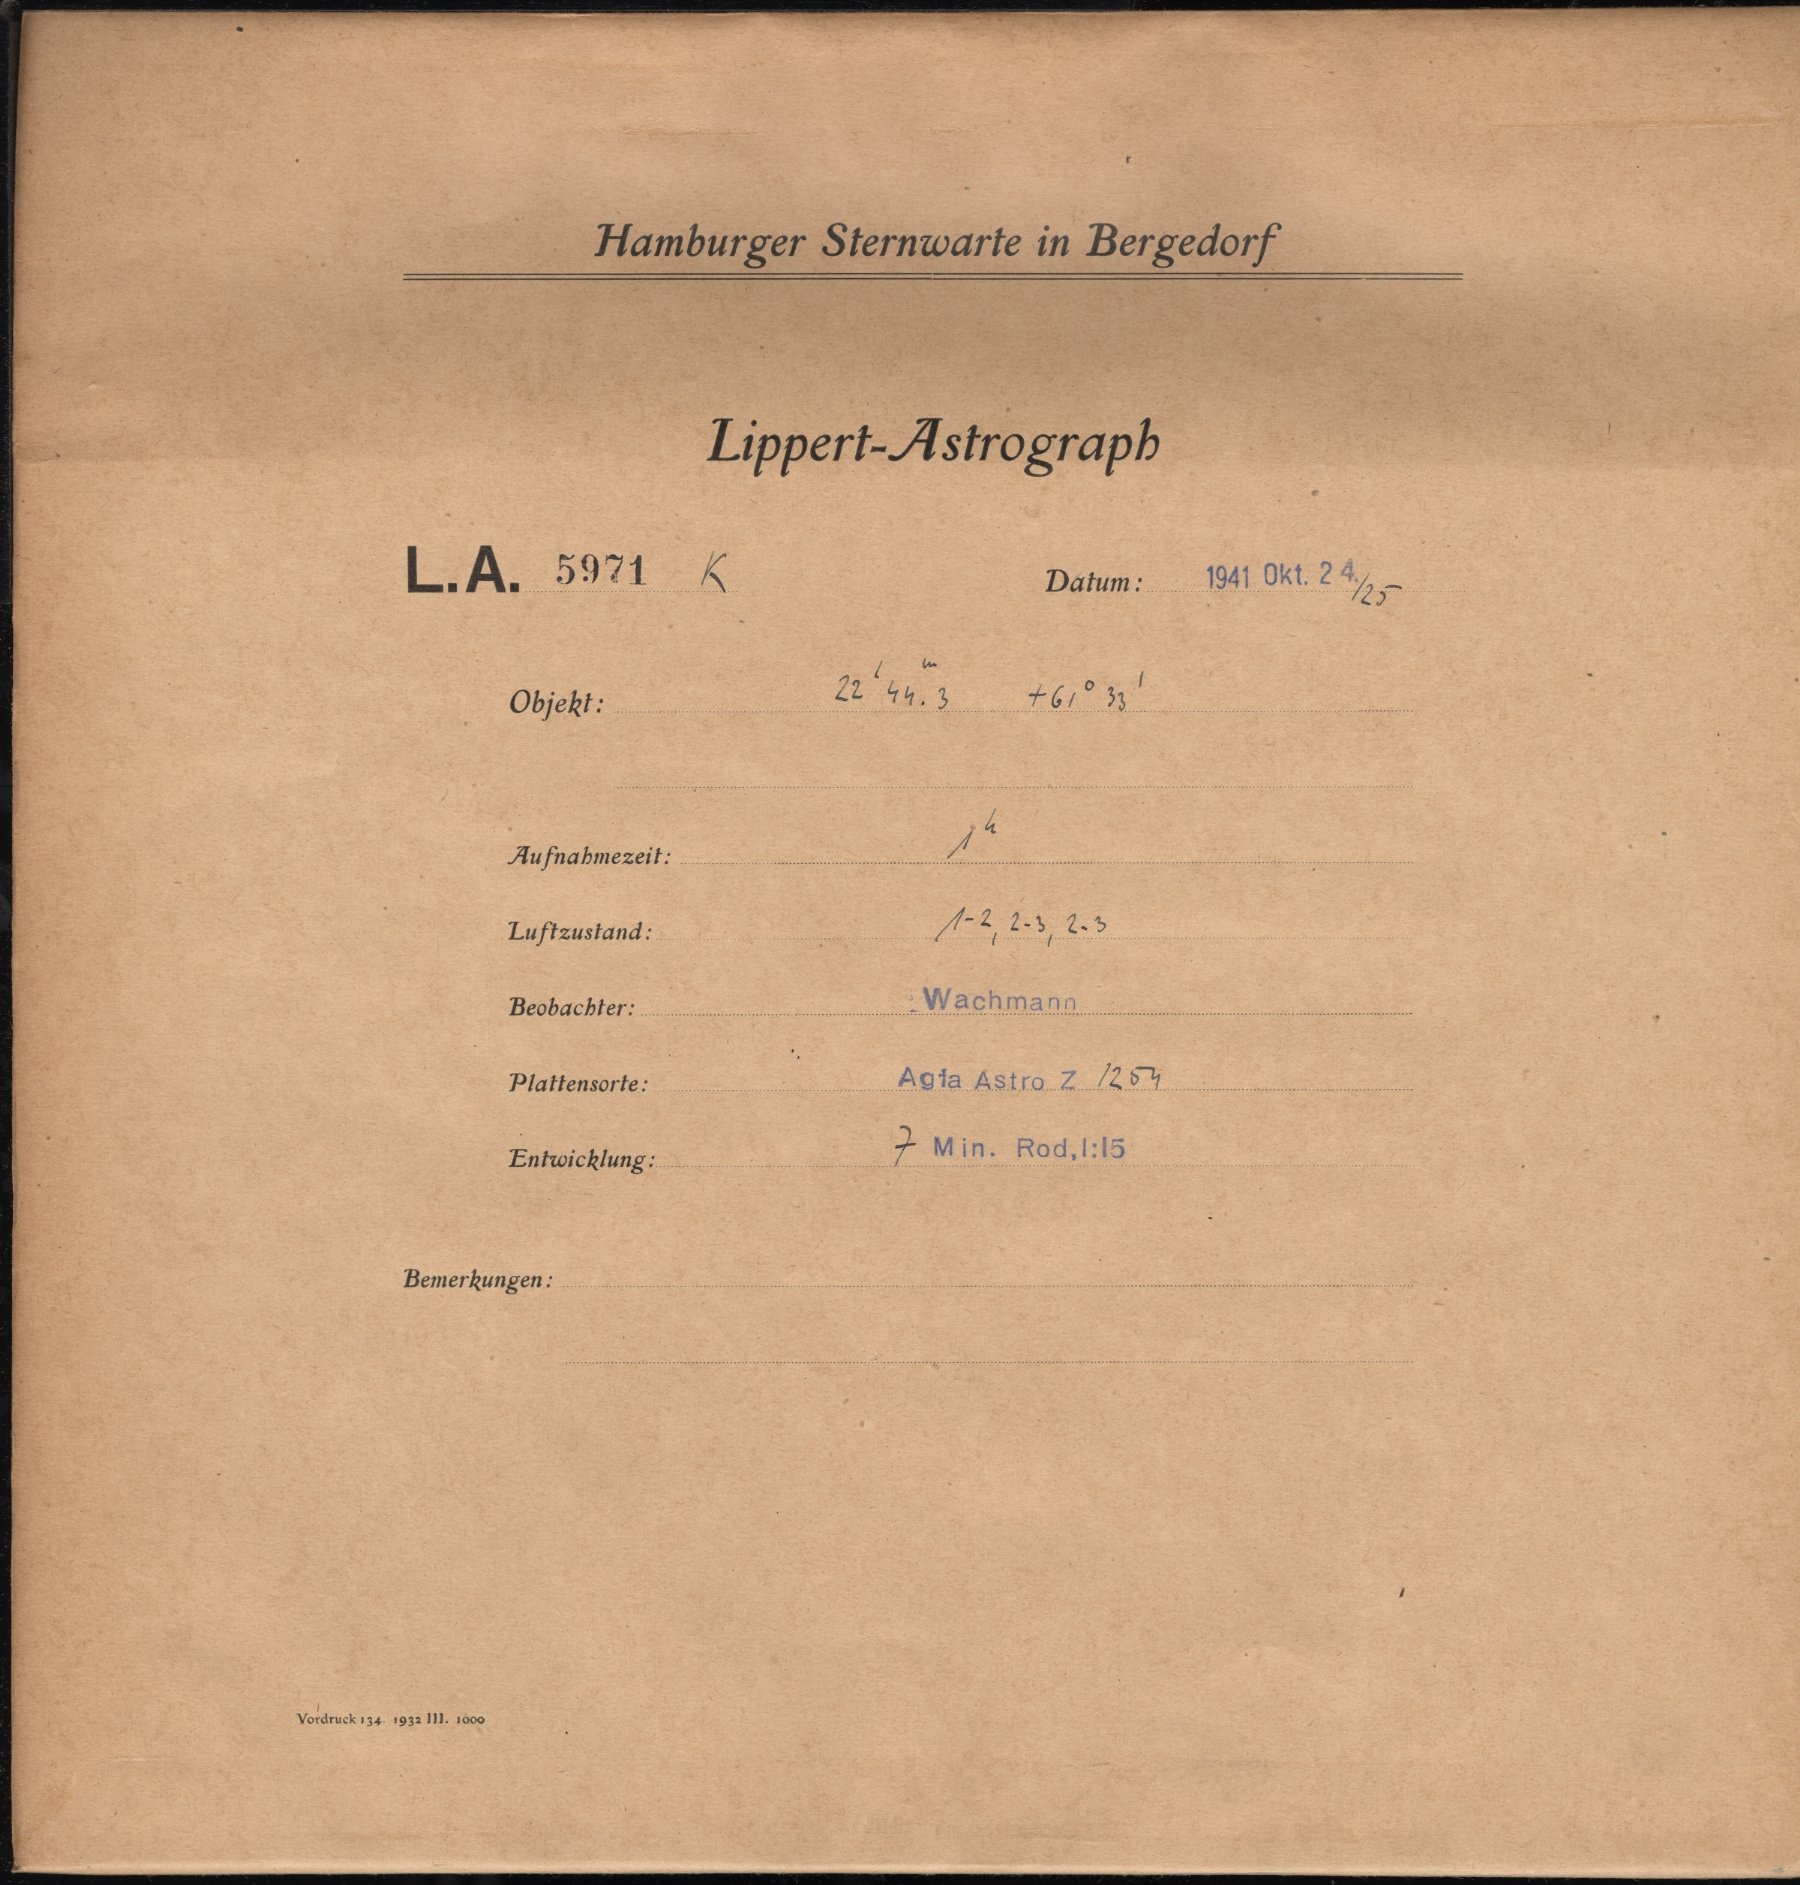 Hamburger Sternwarte in Bergedorf
Lippert-Astrograph
L.A. 5971 K Datum: 1941 Okt. 24./25
Objekt: 22ʰ 44.ᵐ3 +61° 33'
Aufnahmezeit: 1ʰ
Luftzustand: 1-2, 2-3, 2-3
Beobachter: Wachmann
Plattensorte: Agfa Astro Z 1254
Entwicklung: 7 Min. Rod,1:15
Bemerkungen:
Vordruck 134. 1932 III. 1000